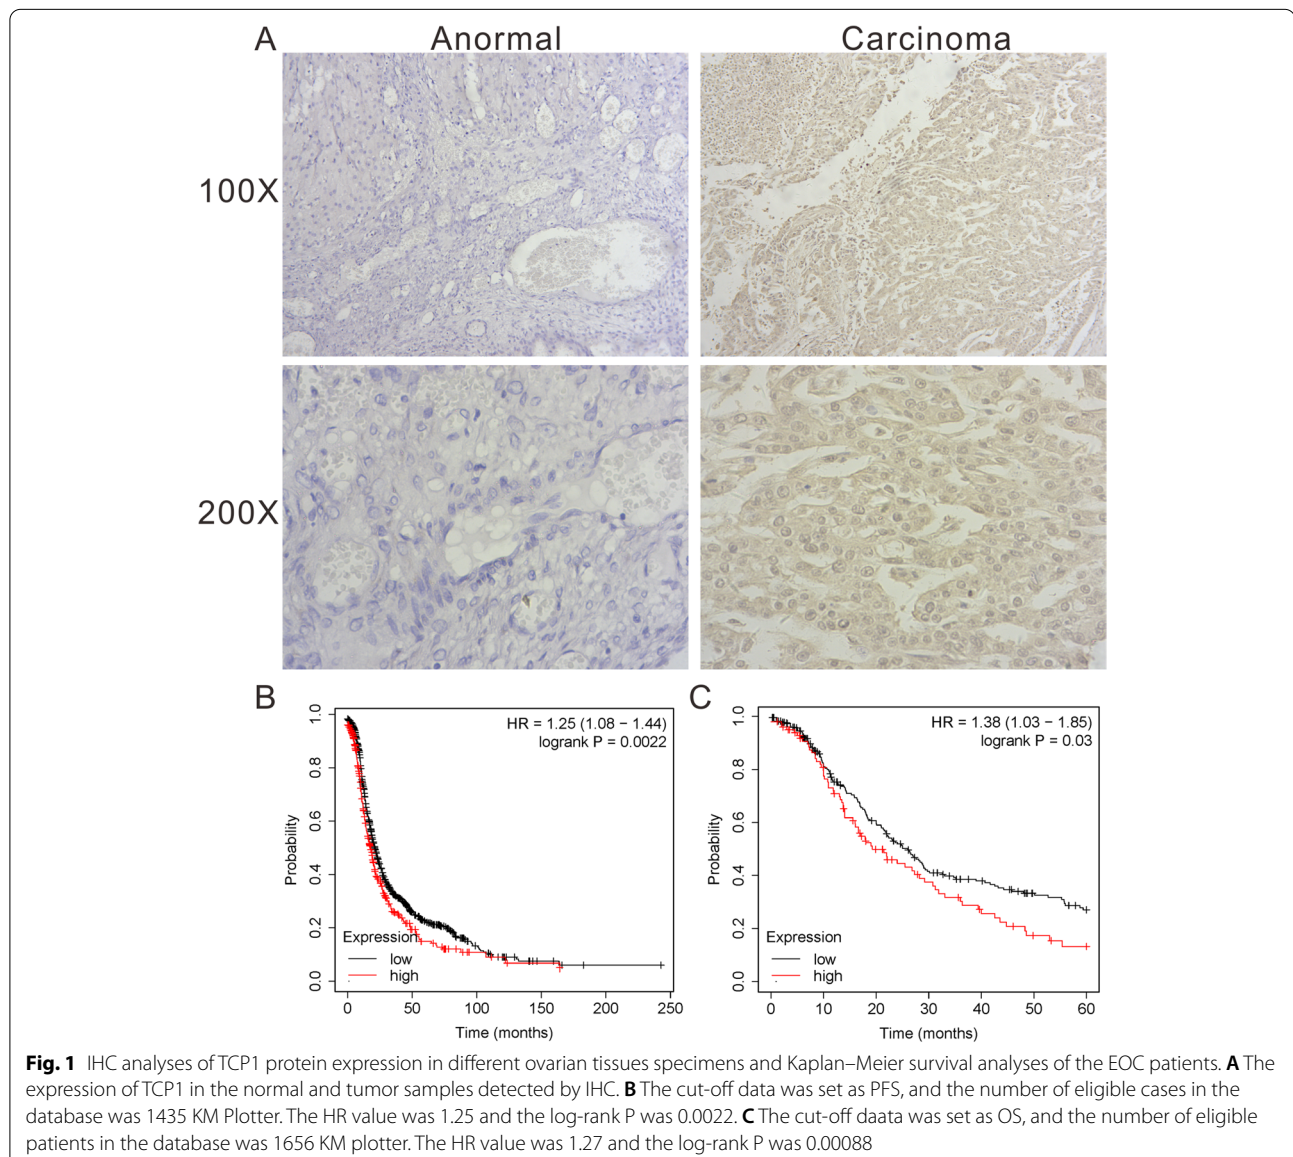 A
Anormal
Carcinoma
100X
200X
B
HR = 1.25 (1.08 − 1.44)
logrank P = 0.0022
Probability
1.0
0.8
0.6
0.4
0.2
0.0
Expression
low
high
0 50 100 150 200 250
Time (months)
C
HR = 1.38 (1.03 − 1.85)
logrank P = 0.03
Probability
1.0
0.8
0.6
0.4
0.2
0.0
Expression
low
high
0 10 20 30 40 50 60
Time (months)
Fig. 1 IHC analyses of TCP1 protein expression in different ovarian tissues specimens and Kaplan–Meier survival analyses of the EOC patients. A The
expression of TCP1 in the normal and tumor samples detected by IHC. B The cut-off data was set as PFS, and the number of eligible cases in the
database was 1435 KM Plotter. The HR value was 1.25 and the log-rank P was 0.0022. C The cut-off daata was set as OS, and the number of eligible
patients in the database was 1656 KM plotter. The HR value was 1.27 and the log-rank P was 0.00088